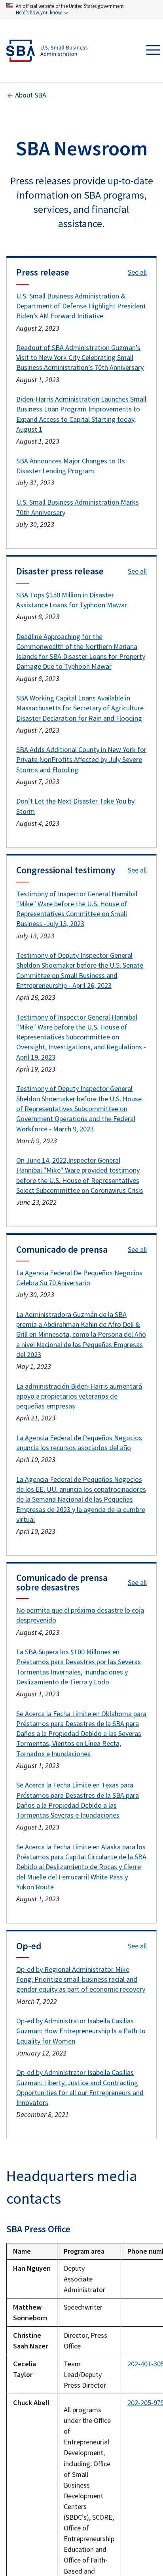 An official website of the United States government
Here's how you know
SBA
U.S. Small Business
Administration
About SBA
SBA Newsroom
Press releases provide up-to-date
information on SBA programs,
services, and financial
assistance.
Press release
See all
U.S. Small Business Administration &
Department of Defense Highlight President
Biden’s AM Forward Initiative
August 2, 2023
Readout of SBA Administration Guzman’s
Visit to New York City Celebrating Small
Business Administration’s 70th Anniversary
August 1, 2023
Biden-Harris Administration Launches Small
Business Loan Program Improvements to
Expand Access to Capital Starting today,
August 1
August 1, 2023
SBA Announces Major Changes to Its
Disaster Lending Program
July 31, 2023
U.S. Small Business Administration Marks
70th Anniversary
July 30, 2023
Disaster press release
See all
SBA Tops $150 Million in Disaster
Assistance Loans for Typhoon Mawar
August 8, 2023
Deadline Approaching for the
Commonwealth of the Northern Mariana
Islands for SBA Disaster Loans for Property
Damage Due to Typhoon Mawar
August 8, 2023
SBA Working Capital Loans Available in
Massachusetts for Secretary of Agriculture
Disaster Declaration for Rain and Flooding
August 7, 2023
SBA Adds Additional County in New York for
Private NonProfits Affected by July Severe
Storms and Flooding
August 7, 2023
Don’t Let the Next Disaster Take You by
Storm
August 4, 2023
Congressional testimony
See all
Testimony of Inspector General Hannibal
"Mike" Ware before the U.S. House of
Representatives Committee on Small
Business -July 13, 2023
July 13, 2023
Testimony of Deputy Inspector General
Sheldon Shoemaker before the U.S. Senate
Committee on Small Business and
Entrepreneurship - April 26, 2023
April 26, 2023
Testimony of Inspector General Hannibal
"Mike" Ware before the U.S. House of
Representatives Subcommittee on
Oversight, Investigations, and Regulations -
April 19, 2023
April 19, 2023
Testimony of Deputy Inspector General
Sheldon Shoemaker before the U.S. House
of Representatives Subcommittee on
Government Operations and the Federal
Workforce - March 9, 2023
March 9, 2023
On June 14, 2022,Inspector General
Hannibal "Mike" Ware provided testimony
before the U.S. House of Representatives
Select Subcommittee on Coronavirus Crisis
June 23, 2022
Comunicado de prensa
See all
La Agencia Federal De Pequeños Negocios
Celebra Su 70 Aniversario
July 30, 2023
La Administradora Guzmán de la SBA
premia a Abdirahman Kahin de Afro Deli &
Grill en Minnesota, como la Persona del Año
a nivel Nacional de las Pequeñas Empresas
del 2023
May 1, 2023
La administración Biden-Harris aumentará
apoyo a propietarios veteranos de
pequeñas empresas
April 21, 2023
La Agencia Federal de Pequeños Negocios
anuncia los recursos asociados del año
April 10, 2023
La Agencia Federal de Pequeños Negocios
de los EE. UU. anuncia los copatrocinadores
de la Semana Nacional de las Pequeñas
Empresas de 2023 y la agenda de la cumbre
virtual
April 10, 2023
Comunicado de prensa
sobre desastres
See all
No permita que el próximo desastre lo coja
desprevenido
August 4, 2023
La SBA Supera los $100 Millones en
Préstamos para Desastres por las Severas
Tormentas Invernales, Inundaciones y
Deslizamiento de Tierra y Lodo
August 1, 2023
Se Acerca la Fecha Límite en Oklahoma para
Préstamos para Desastres de la SBA para
Daños a la Propiedad Debido a las Severas
Tormentas, Vientos en Línea Recta,
Tornados e Inundaciones
August 1, 2023
Se Acerca la Fecha Límite en Texas para
Préstamos para Desastres de la SBA para
Daños a la Propiedad Debido a las
Tormentas Severas e Inundaciones
August 1, 2023
Se Acerca la Fecha Límite en Alaska para los
Préstamos para Capital Circulante de la SBA
Debido al Deslizamiento de Rocas y Cierre
del Muelle del Ferrocarril White Pass y
Yukon Route
August 1, 2023
Op-ed
See all
Op-ed by Regional Administrator Mike
Fong: Prioritize small-business racial and
gender equity as part of economic recovery
March 7, 2022
Op-ed by Administrator Isabella Casillas
Guzman: How Entrepreneurship Is a Path to
Equality for Women
January 12, 2022
Op-ed by Administrator Isabella Casillas
Guzman: Liberty, Justice and Contracting
Opportunities for all our Entrepreneurs and
Innovators
December 8, 2021
Headquarters media
contacts
SBA Press Office
Name
Program area
Phone num
Han Nguyen
Deputy
Associate
Administrator
Matthew
Sonneborn
Speechwriter
Christine
Saah Nazer
Director, Press
Office
Cecelia
Taylor
Team
Lead/Deputy
Press Director
202-401-305
Chuck Abell
All programs
under the Office
of
Entrepreneurial
Development,
including: Office
of Small
Business
Development
Centers
(SBDC’s), SCORE,
Office of
Entrepreneurship
Education and
Office of Faith-
Based and
202-205-975